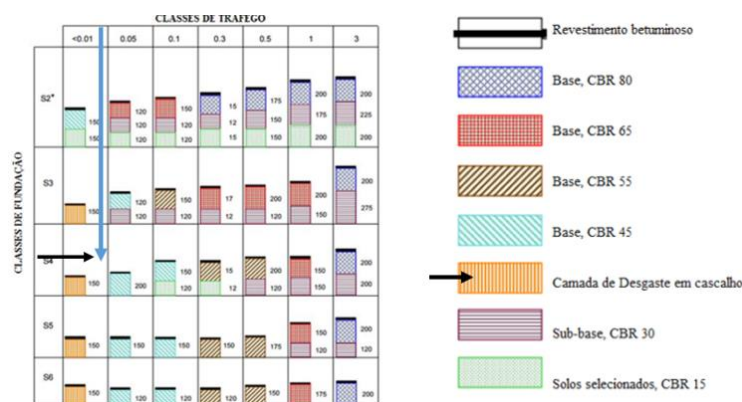 CLASSES DE TRAFEGO
<0.01 0.05 0.1 0.3 0.5 1 3
CLASSES DE FUNDAÇÃO
S2*
150 120 150 15 175 200 200
150 120 120 12 150 175 225
120 120 15 150 200 200
S3
150 120 150 17 200 200 200
120 120 12 120 150 275
S4
150 200 150 15 200 150 200
120 12 120 150 200
S5
150 150 150 150 175 150 200
120 120
S6
150 120 120 120 150 175 200
Revestimento betuminoso
Base, CBR 80
Base, CBR 65
Base, CBR 55
Base, CBR 45
Camada de Desgaste em cascalho
Sub-base, CBR 30
Solos selecionados, CBR 15